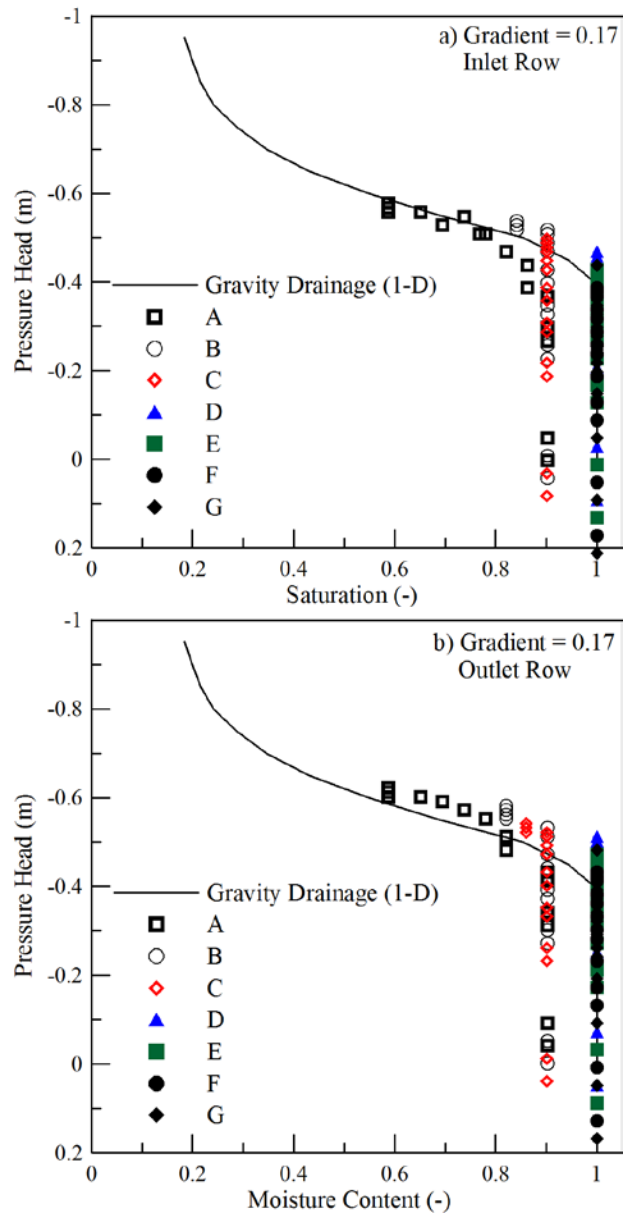 a) Gradient = 0.17
Inlet Row
-1
-0.8
-0.6
-0.4
-0.2
0
0.2
Pressure Head (m)
Gravity Drainage (1-D)
A
B
C
D
E
F
G
0 0.2 0.4 0.6 0.8 1
Saturation (-)
b) Gradient = 0.17
Outlet Row
-1
-0.8
-0.6
-0.4
-0.2
0
0.2
Pressure Head (m)
Gravity Drainage (1-D)
A
B
C
D
E
F
G
0 0.2 0.4 0.6 0.8 1
Moisture Content (-)